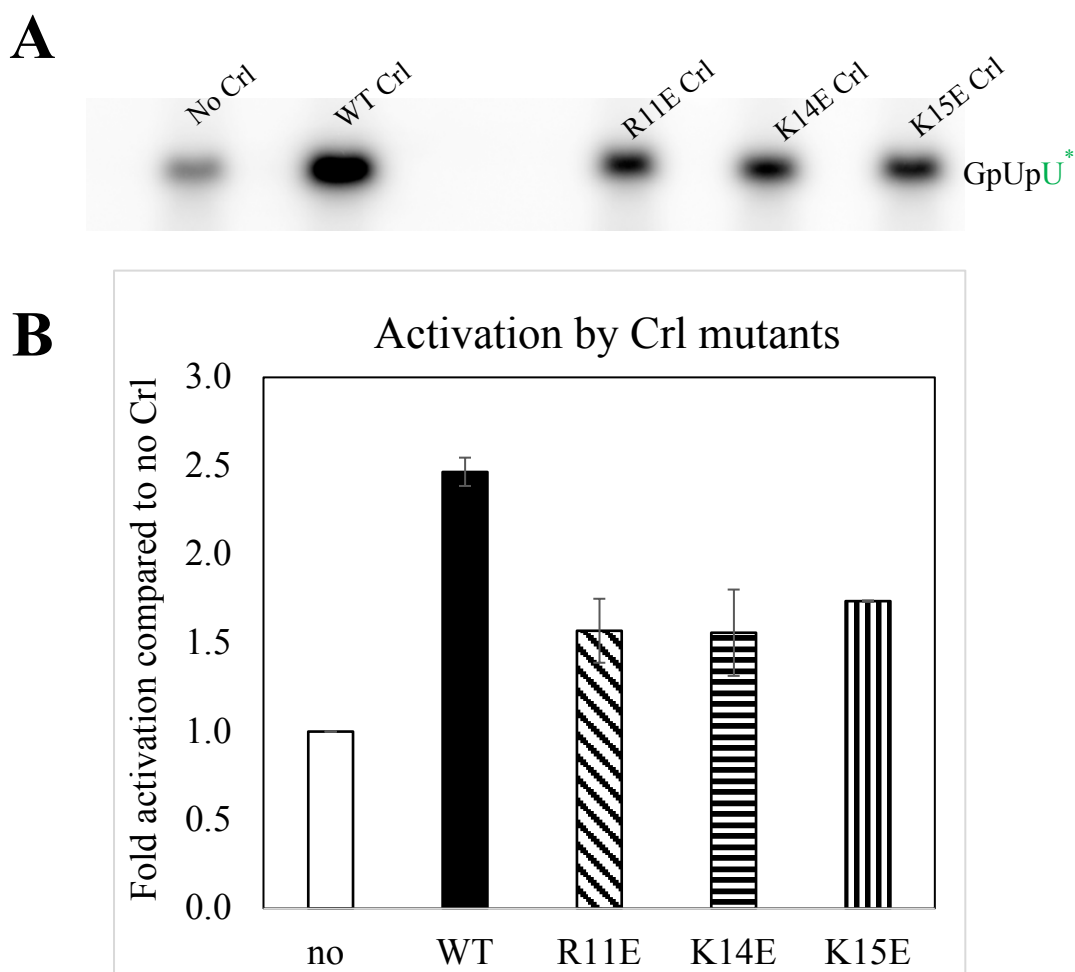 A
No Crl
WT Crl
R11E Crl
K14E Crl
K15E Crl
GpUpU*
B
Activation by Crl mutants
Fold activation compared to no Crl
3.0
2.5
2.0
1.5
1.0
0.5
0.0
no WT R11E K14E K15E